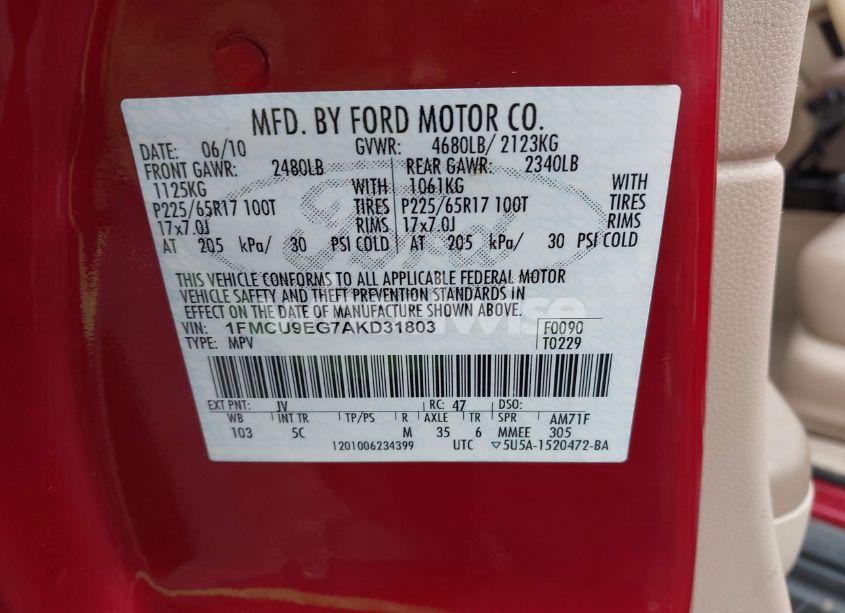 MFD. BY FORD MOTOR CO.
DATE: 06/10 GVWR: 4680LB/ 2123KG
FRONT GAWR: 2480LB REAR GAWR: 2340LB
1125KG WITH 1061KG WITH
P225/65R17 100T TIRES P225/65R17 100T TIRES
17x7.0J RIMS 17x7.0J RIMS
AT 205 kPa/ 30 PSI COLD AT 205 kPa/ 30 PSI COLD
THIS VEHICLE CONFORMS TO ALL APPLICABLE FEDERAL MOTOR
VEHICLE SAFETY AND THEFT PREVENTION STANDARDS IN
EFFECT ON THE DATE OF MANUFACTURE SHOWN ABOVE.
VIN: 1FMCU9EG7AKD31803 F0090
TYPE: MPV T0229
EXT PNT: JV RC: 47 DSO:
WB INT TR TP/PS R AXLE TR SPR AM71F
103 5C M 35 6 MMEE 305
1201006234399 UTC ▽5U5A-1520472-BA